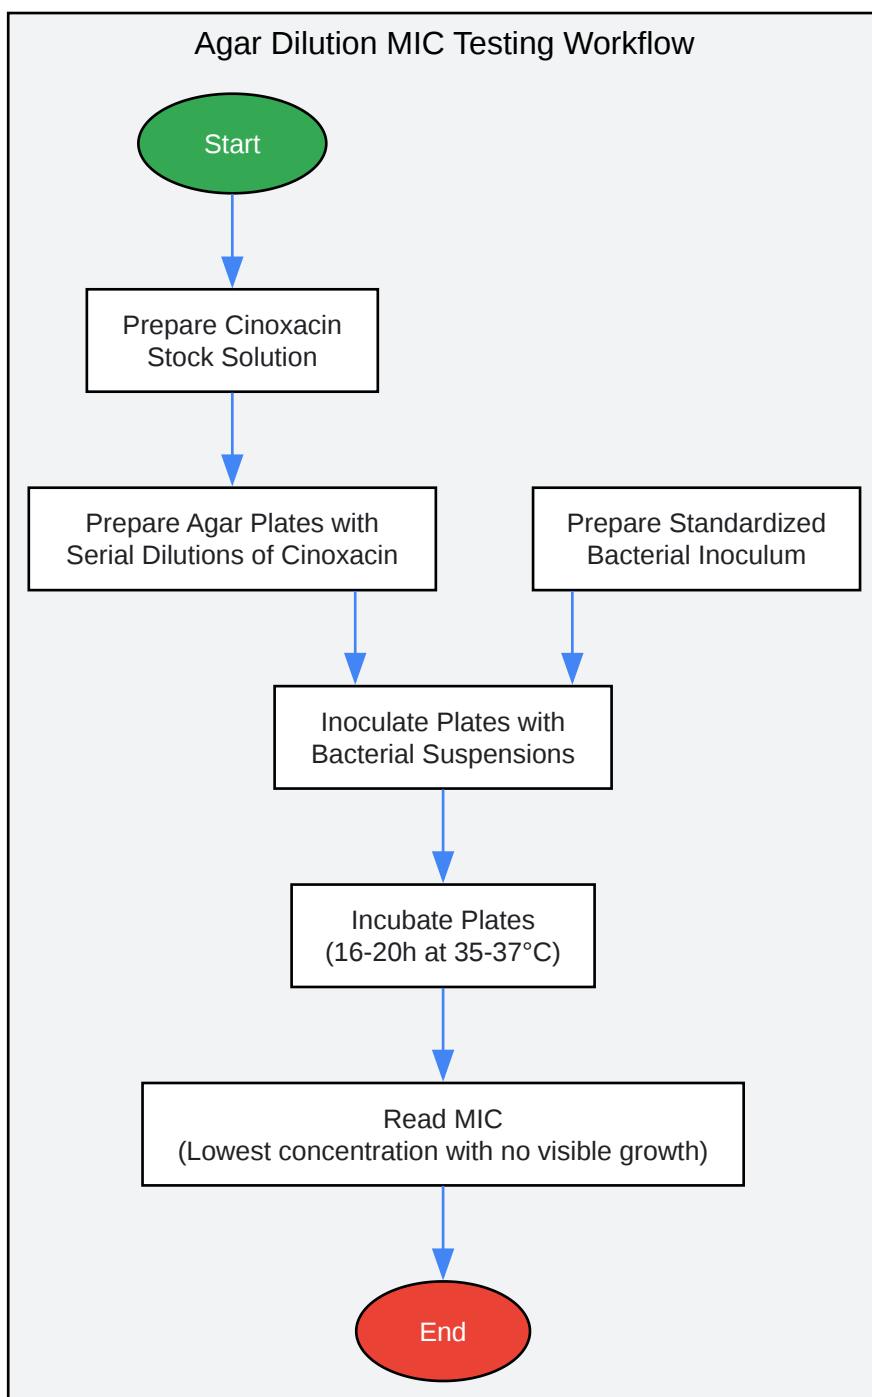 Agar Dilution MIC Testing Workflow
Start
Prepare Cinoxacin
Stock Solution
Prepare Agar Plates with
Serial Dilutions of Cinoxacin
Prepare Standardized
Bacterial Inoculum
Inoculate Plates with
Bacterial Suspensions
Incubate Plates
(16-20h at 35-37°C)
Read MIC
(Lowest concentration with no visible growth)
End